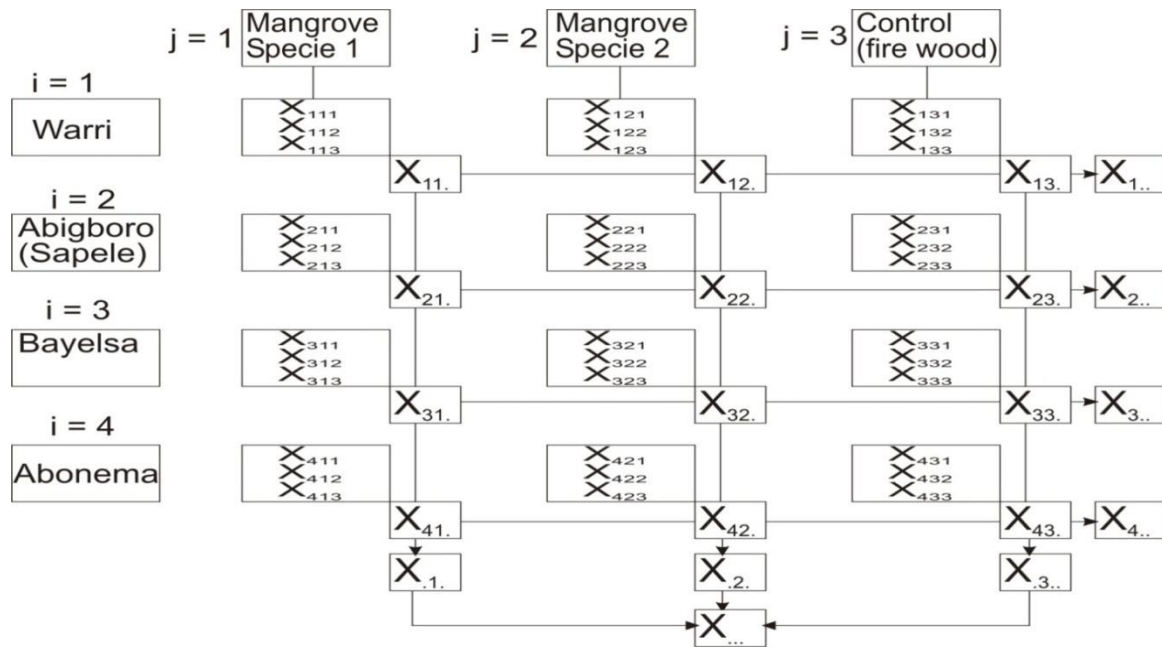 j = 1 Mangrove Specie 1 j = 2 Mangrove Specie 2 j = 3 Control (fire wood)
i = 1
Warri
X111 X121 X131
X112 X122 X132
X113 X123 X133
X11. X12. X13. X1..
i = 2
Abigboro (Sapele)
X211 X221 X231
X212 X222 X232
X213 X223 X233
X21. X22. X23. X2..
i = 3
Bayelsa
X311 X321 X331
X312 X322 X332
X313 X323 X333
X31. X32. X33. X3..
i = 4
Abonema
X411 X421 X431
X412 X422 X432
X413 X423 X433
X41. X42. X43. X4..
X.1. X.2. X.3..
X...